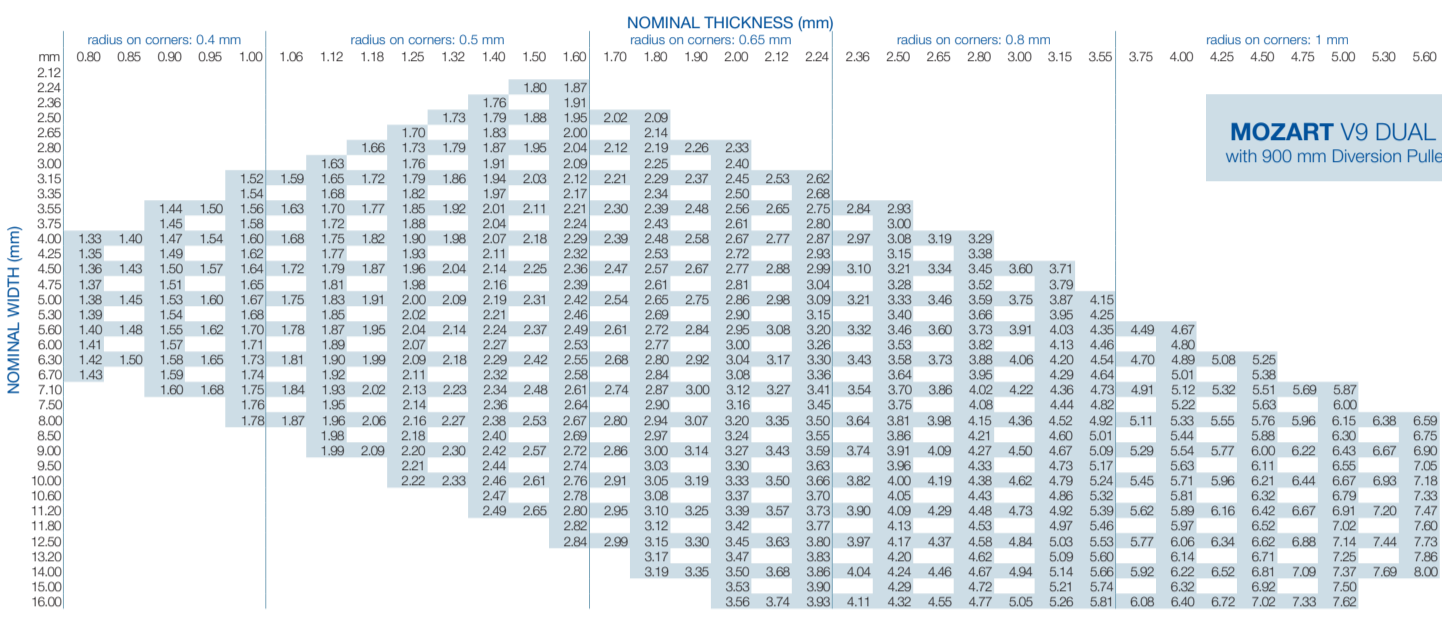 NOMINAL THICKNESS (mm)
radius on corners: 0.4 mm radius on corners: 0.5 mm radius on corners: 0.65 mm radius on corners: 0.8 mm radius on corners: 1 mm
mm 0.80 0.85 0.90 0.95 1.00 1.06 1.12 1.18 1.25 1.32 1.40 1.50 1.60 1.70 1.80 1.90 2.00 2.12 2.24 2.36 2.50 2.65 2.80 3.00 3.15 3.55 3.75 4.00 4.25 4.50 4.75 5.00 5.30 5.60
2.12
2.24 1.80 1.87
2.36 1.76 1.91
2.50 1.73 1.79 1.88 1.95 2.02 2.09
2.65 1.70 1.83 2.00 2.14
2.80 1.66 1.73 1.79 1.87 1.95 2.04 2.12 2.19 2.26 2.33
3.00 1.63 1.76 1.91 2.09 2.25 2.40
3.15 1.52 1.59 1.65 1.72 1.79 1.86 1.94 2.03 2.12 2.21 2.29 2.37 2.45 2.53 2.62
3.35 1.54 1.68 1.82 1.97 2.17 2.34 2.50 2.68
3.55 1.44 1.50 1.56 1.63 1.70 1.77 1.85 1.92 2.01 2.11 2.21 2.30 2.39 2.48 2.56 2.65 2.75 2.84 2.93
3.75 1.45 1.58 1.72 1.88 2.04 2.24 2.43 2.61 2.80 3.00
4.00 1.33 1.40 1.47 1.54 1.60 1.68 1.75 1.82 1.90 1.98 2.07 2.18 2.29 2.39 2.48 2.58 2.67 2.77 2.87 2.97 3.08 3.19 3.29
4.25 1.35 1.49 1.62 1.77 1.93 2.11 2.32 2.53 2.72 2.93 3.15 3.38
4.50 1.36 1.43 1.50 1.57 1.64 1.72 1.79 1.87 1.96 2.04 2.14 2.25 2.36 2.47 2.57 2.67 2.77 2.88 2.99 3.10 3.21 3.34 3.45 3.60 3.71
4.75 1.37 1.51 1.65 1.81 1.98 2.16 2.39 2.61 2.81 3.04 3.28 3.52 3.79
5.00 1.38 1.45 1.53 1.60 1.67 1.75 1.83 1.91 2.00 2.09 2.19 2.31 2.42 2.54 2.65 2.75 2.86 2.98 3.09 3.21 3.33 3.46 3.59 3.75 3.87 4.15
5.30 1.39 1.54 1.68 1.85 2.02 2.21 2.46 2.69 2.90 3.15 3.40 3.66 3.95 4.25
5.60 1.40 1.48 1.55 1.62 1.70 1.78 1.87 1.95 2.04 2.14 2.24 2.37 2.49 2.61 2.72 2.84 2.95 3.08 3.20 3.32 3.46 3.60 3.73 3.91 4.03 4.35 4.49 4.67
6.00 1.41 1.57 1.71 1.89 2.07 2.27 2.53 2.77 3.00 3.26 3.53 3.82 4.13 4.46 4.80
6.30 1.42 1.50 1.58 1.65 1.73 1.81 1.90 1.99 2.09 2.18 2.29 2.42 2.55 2.68 2.80 2.92 3.04 3.17 3.30 3.43 3.58 3.73 3.88 4.06 4.20 4.54 4.70 4.89 5.08 5.25
6.70 1.43 1.59 1.74 1.92 2.11 2.32 2.58 2.84 3.08 3.36 3.64 3.95 4.29 4.64 5.01 5.38
7.10 1.60 1.68 1.75 1.84 1.93 2.02 2.13 2.23 2.34 2.48 2.61 2.74 2.87 3.00 3.12 3.27 3.41 3.54 3.70 3.86 4.02 4.22 4.36 4.73 4.91 5.12 5.32 5.51 5.69 5.87
7.50 1.76 1.95 2.14 2.36 2.64 2.90 3.16 3.45 3.75 4.08 4.44 4.82 5.22 5.63 6.00
8.00 1.78 1.87 1.96 2.06 2.16 2.27 2.38 2.53 2.67 2.80 2.94 3.07 3.20 3.35 3.50 3.64 3.81 3.98 4.15 4.36 4.52 4.92 5.11 5.33 5.55 5.76 5.96 6.15 6.38 6.59
8.50 1.98 2.18 2.40 2.69 2.97 3.24 3.55 3.86 4.21 4.60 5.01 5.44 5.88 6.30 6.75
9.00 1.99 2.09 2.20 2.30 2.42 2.57 2.72 2.86 3.00 3.14 3.27 3.43 3.59 3.74 3.91 4.09 4.27 4.50 4.67 5.09 5.29 5.54 5.77 6.00 6.22 6.43 6.67 6.90
9.50 2.21 2.44 2.74 3.03 3.30 3.63 3.96 4.33 4.73 5.17 5.63 6.11 6.55 7.05
10.00 2.22 2.33 2.46 2.61 2.76 2.91 3.05 3.19 3.33 3.50 3.66 3.82 4.00 4.19 4.38 4.62 4.79 5.24 5.45 5.71 5.96 6.21 6.44 6.67 6.93 7.18
10.60 2.47 2.78 3.08 3.37 3.70 4.05 4.43 4.86 5.32 5.81 6.32 6.79 7.33
11.20 2.49 2.65 2.80 2.95 3.10 3.25 3.39 3.57 3.73 3.90 4.09 4.29 4.48 4.73 4.92 5.39 5.62 5.89 6.16 6.42 6.67 6.91 7.20 7.47
11.80 2.82 3.12 3.42 3.77 4.13 4.53 4.97 5.46 5.97 6.52 7.02 7.60
12.50 2.84 2.99 3.15 3.30 3.45 3.63 3.80 3.97 4.17 4.37 4.58 4.84 5.03 5.53 5.77 6.06 6.34 6.62 6.88 7.14 7.44 7.73
13.20 3.17 3.47 3.83 4.20 4.62 5.09 5.60 6.14 6.71 7.25 7.86
14.00 3.19 3.35 3.50 3.68 3.86 4.04 4.24 4.46 4.67 4.94 5.14 5.66 5.92 6.22 6.52 6.81 7.09 7.37 7.69 8.00
15.00 3.53 3.90 4.29 4.72 5.21 5.74 6.32 6.92 7.50
16.00 3.56 3.74 3.93 4.11 4.32 4.55 4.77 5.05 5.26 5.81 6.08 6.40 6.72 7.02 7.33 7.62
NOMINAL WIDTH (mm)
MOZART V9 DUAL
with 900 mm Diversion Pulle